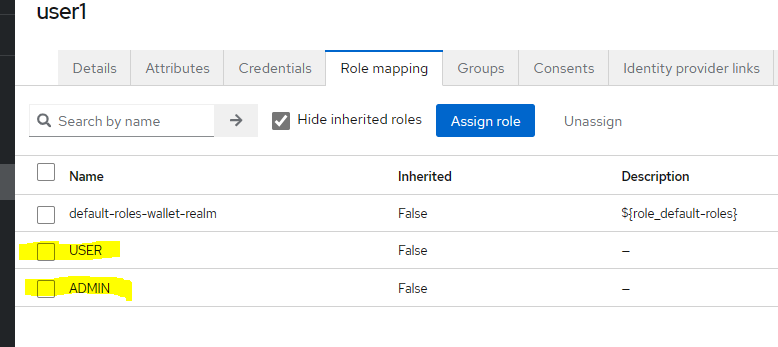 user1
Details Attributes Credentials Role mapping Groups Consents Identity provider links
Search by name Hide inherited roles Assign role Unassign
Name Inherited Description
default-roles-wallet-realm False ${role_default-roles}
USER False –
ADMIN False –